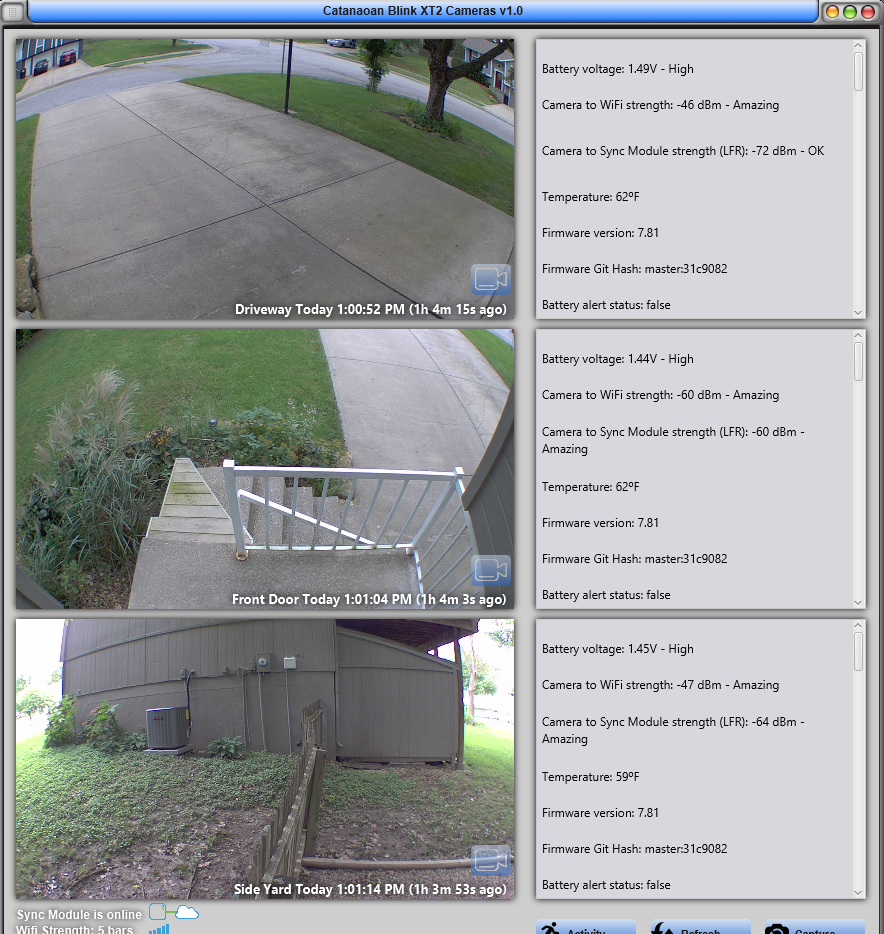 Catanaoan Blink XT2 Cameras v1.0
Battery voltage: 1.49V - High
Camera to WiFi strength: -46 dBm - Amazing
Camera to Sync Module strength (LFR): -72 dBm - OK
Temperature: 62ºF
Firmware version: 7.81
Firmware Git Hash: master:31c9082
Battery alert status: false
Driveway Today 1:00:52 PM (1h 4m 15s ago)
Battery voltage: 1.44V - High
Camera to WiFi strength: -60 dBm - Amazing
Camera to Sync Module strength (LFR): -60 dBm -
Amazing
Temperature: 62ºF
Firmware version: 7.81
Firmware Git Hash: master:31c9082
Battery alert status: false
Front Door Today 1:01:04 PM (1h 4m 3s ago)
Battery voltage: 1.45V - High
Camera to WiFi strength: -47 dBm - Amazing
Camera to Sync Module strength (LFR): -64 dBm -
Amazing
Temperature: 59ºF
Firmware version: 7.81
Firmware Git Hash: master:31c9082
Battery alert status: false
Side Yard Today 1:01:14 PM (1h 3m 53s ago)
Sync Module is online
Wifi Strength: 5 bars
Activity
Refresh
Capture